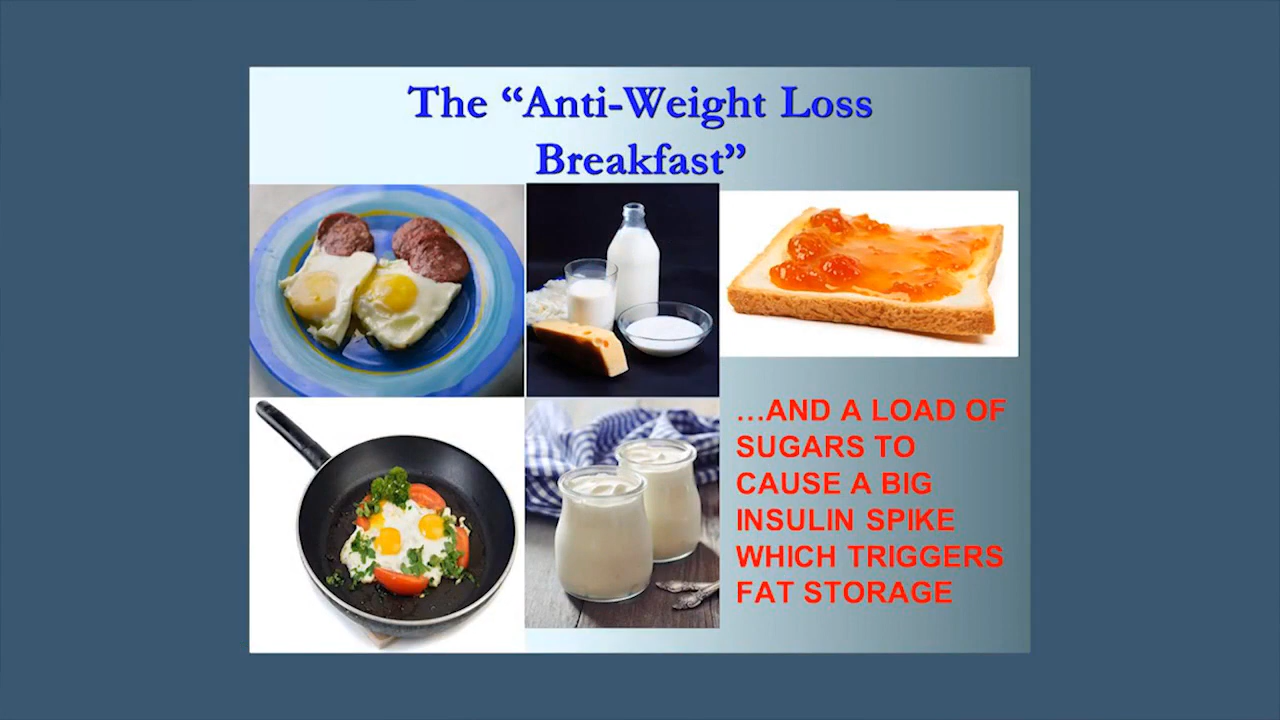 The “Anti-Weight Loss
Breakfast”
...AND A LOAD OF
SUGARS TO
CAUSE A BIG
INSULIN SPIKE
WHICH TRIGGERS
FAT STORAGE